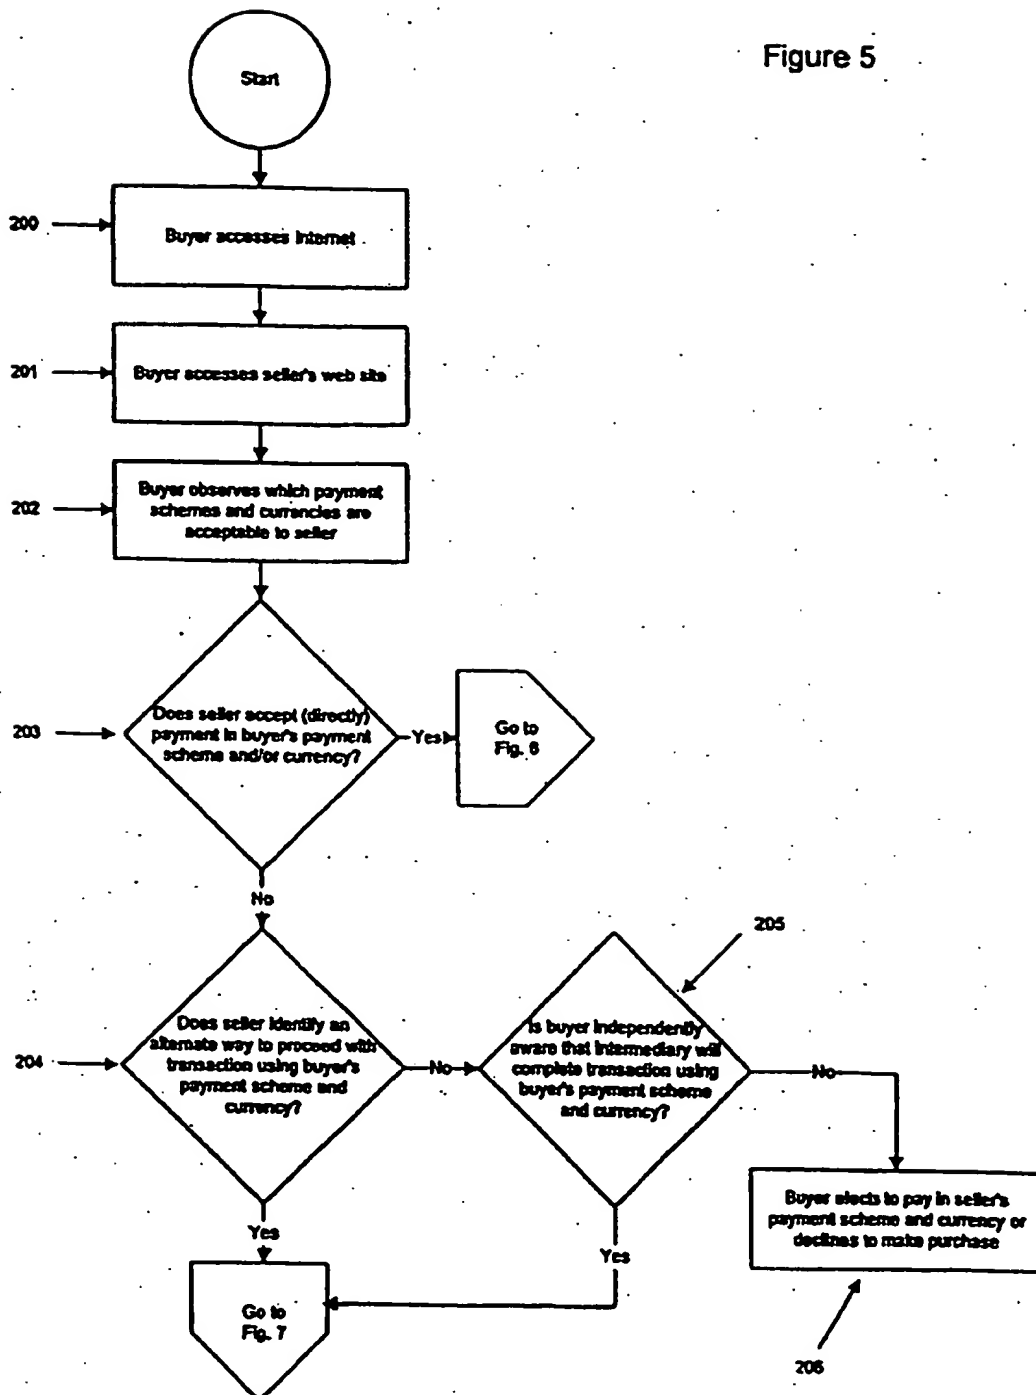 Figure 5
Start
200
Buyer accesses Internet
201
Buyer accesses seller's web site
202
Buyer observes which payment
schemes and currencies are
acceptable to seller
203
Does seller accept (directly)
payment in buyer's payment
scheme and/or currency?
Yes
Go to
Fig. 6
No
204
Does seller identify an
alternate way to proceed with
transaction using buyer's
payment scheme and
currency?
No
205
Is buyer independently
aware that intermediary will
complete transaction using
buyer's payment scheme
and currency?
No
Buyer elects to pay in seller's
payment scheme and currency or
declines to make purchase
206
Yes
Yes
Go to
Fig. 7